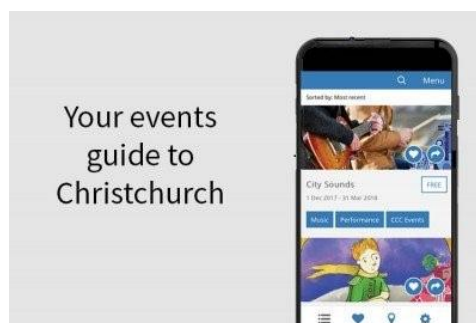 Your events
guide to
Christchurch
Menu
Sorted by: Most recent
City Sounds
FREE
1 Dec 2017 - 31 Mar 2018
Music
Performance
CCC Events